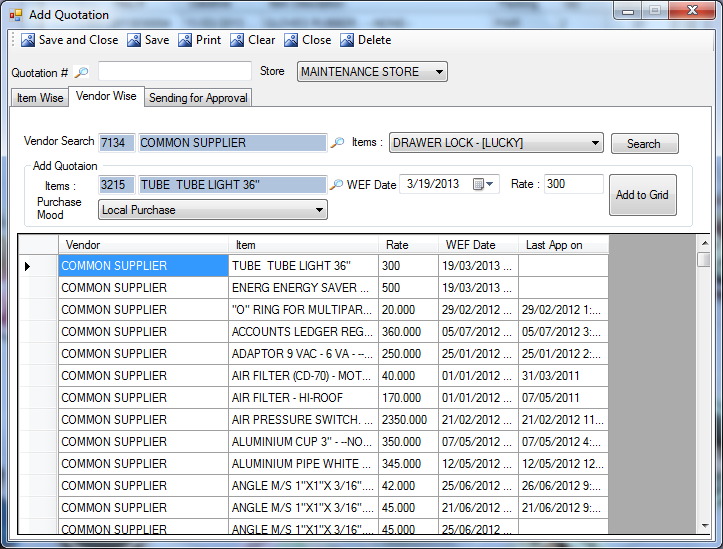 Add Quotation
Save and Close Save Print Clear Close Delete
Quotation # Store MAINTENANCE STORE
Item Wise Vendor Wise Sending for Approval
Vendor Search 7134 COMMON SUPPLIER Items : DRAWER LOCK - [LUCKY] Search
Add Quotaion
Items : 3215 TUBE TUBE LIGHT 36" WEF Date 3/19/2013 Rate : 300 Add to Grid
Purchase Mood Local Purchase
Vendor Item Rate WEF Date Last App on
COMMON SUPPLIER TUBE TUBE LIGHT 36" 300 19/03/2013 ...
COMMON SUPPLIER ENERG ENERGY SAVER ... 500 19/03/2013 ...
COMMON SUPPLIER "O" RING FOR MULTIPAR... 20.000 29/02/2012 ... 29/02/2012 1:...
COMMON SUPPLIER ACCOUNTS LEDGER REG... 360.000 05/07/2012 ... 05/07/2012 3:...
COMMON SUPPLIER ADAPTOR 9 VAC - 6 VA - --... 250.000 25/01/2012 ... 25/01/2012 2:...
COMMON SUPPLIER AIR FILTER (CD-70) - MOT... 40.000 01/01/2012 ... 31/03/2011
COMMON SUPPLIER AIR FILTER - HI-ROOF 170.000 01/01/2012 ... 07/05/2011
COMMON SUPPLIER AIR PRESSURE SWITCH. ... 2350.000 21/02/2012 ... 21/02/2012 11...
COMMON SUPPLIER ALUMINIUM CUP 3" - --NO... 350.000 07/05/2012 ... 07/05/2012 4:...
COMMON SUPPLIER ALUMINIUM PIPE WHITE ... 345.000 12/05/2012 ... 12/05/2012 12...
COMMON SUPPLIER ANGLE M/S 1"X1"X 3/16".... 42.000 25/06/2012 ... 26/06/2012 9:...
COMMON SUPPLIER ANGLE M/S 1"X1"X 3/16".... 45.000 21/06/2012 ... 21/06/2012 9:...
COMMON SUPPLIER ANGLE M/S 1"X1"X 3/16".... 45.000 25/06/2012 ...